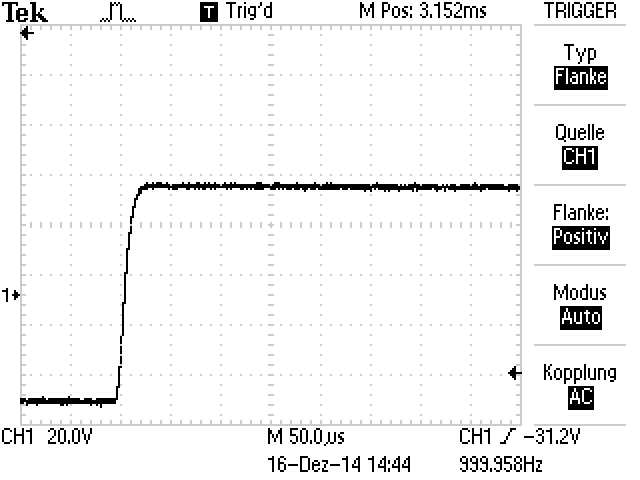 Tek T Trig'd M Pos: 3.152ms TRIGGER
Typ
Flanke
Quelle
CH1
Flanke:
Positiv
1
Modus
Auto
Kopplung
AC
CH1 20.0V M 50.0µs CH1 -31.2V
16-Dez-14 14:44 999.958Hz